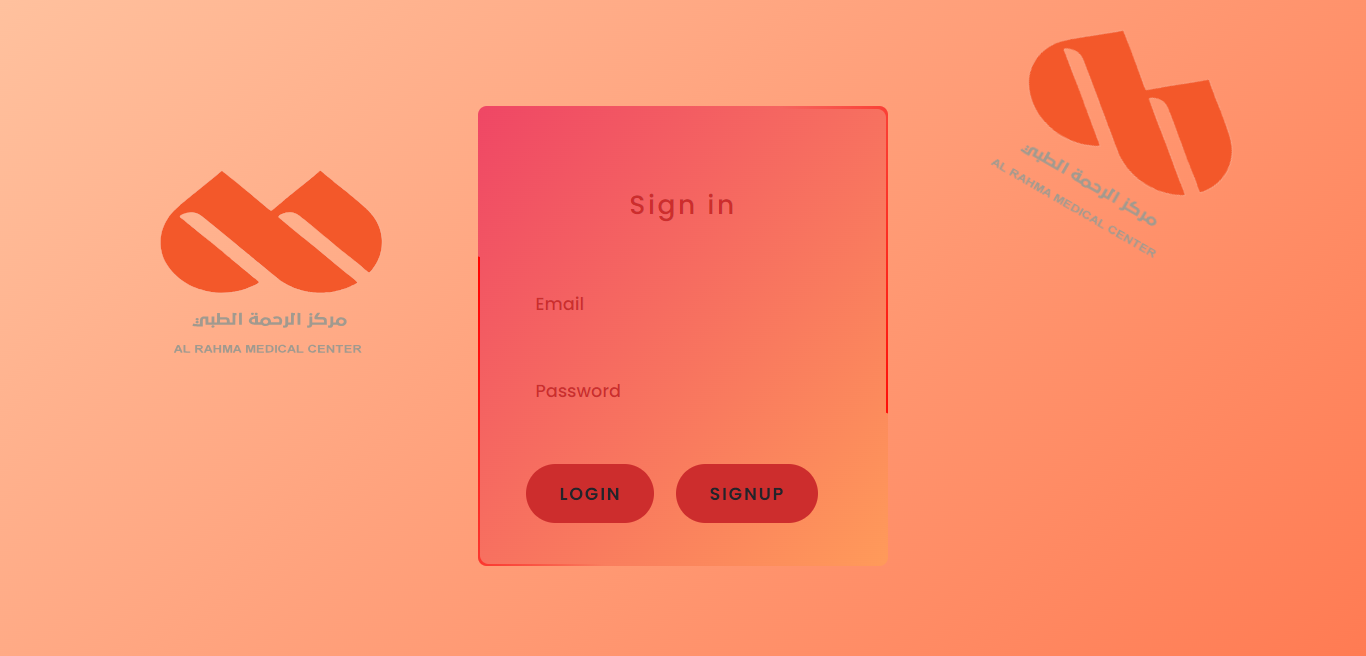 مركز الرحمة الطبي
AL RAHMA MEDICAL CENTER
Sign in
Email
Password
LOGIN
SIGNUP
مركز الرحمة الطبي
AL RAHMA MEDICAL CENTER